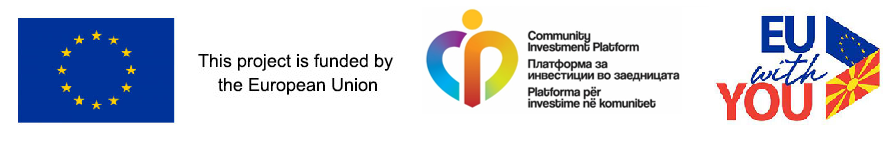 This project is funded by
the European Union
Community
Investment Platform
Платформа за
инвестиции во заедницата
Platforma për
investime në komunitet
EU
with
YOU